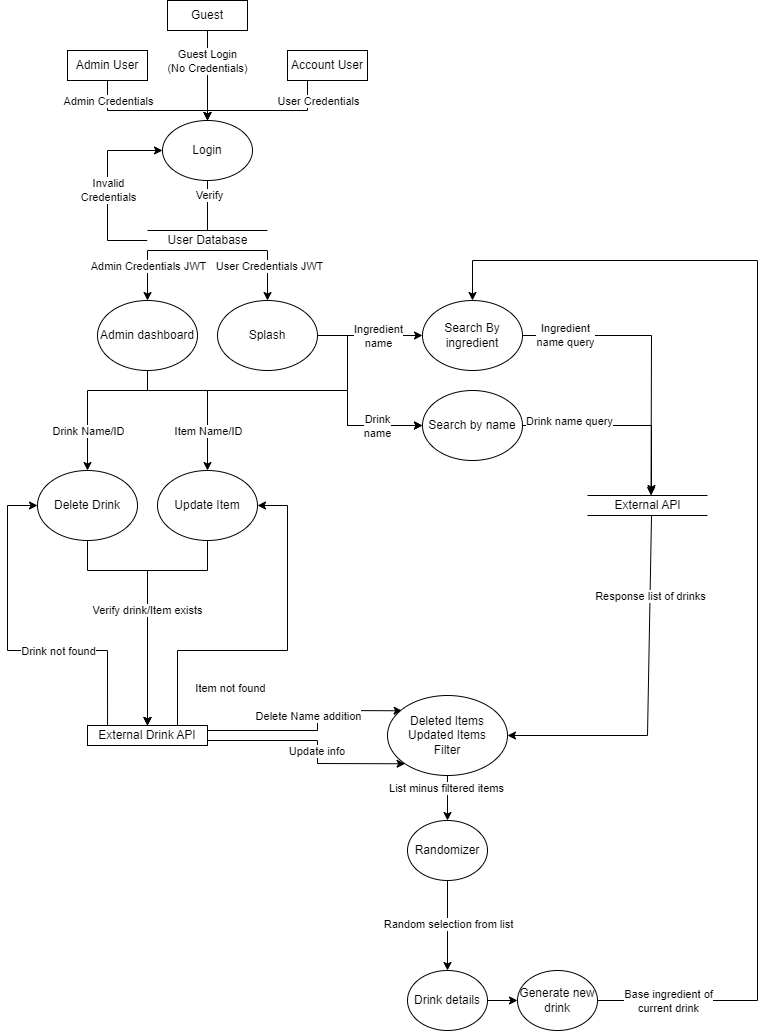 Guest
Guest Login
(No Credentials)
Admin User
Account User
Admin Credentials
User Credentials
Login
Invalid
Credentials
Verify
User Database
Admin Credentials JWT
User Credentials JWT
Admin dashboard
Splash
Ingredient
name
Search By
ingredient
Ingredient
name query
Drink
name
Search by name
Drink name query
Drink Name/ID
Item Name/ID
Delete Drink
Update Item
External API
Verify drink/Item exists
Response list of drinks
Drink not found
Item not found
External Drink API
Delete Name addition
Update info
Deleted Items
Updated Items
Filter
List minus filtered items
Randomizer
Random selection from list
Drink details
Generate new
drink
Base ingredient of
current drink